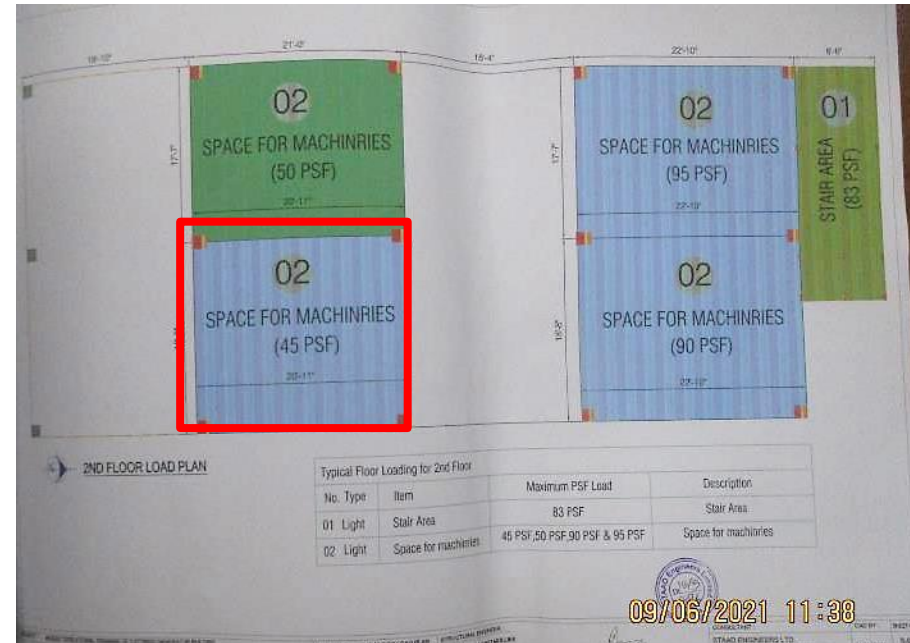 21'-0"
15'-4"
22'-10"
02
SPACE FOR MACHINRIES
(50 PSF)
20'-11"
17'-7"
02
SPACE FOR MACHINRIES
(95 PSF)
22'-10"
17'-7"
01
STAIR AREA
(83 PSF)
02
SPACE FOR MACHINRIES
(45 PSF)
20'-11"
02
SPACE FOR MACHINRIES
(90 PSF)
22'-10"
2ND FLOOR LOAD PLAN
Typical Floor Loading for 2nd Floor
No. Type Item Maximum PSF Load Description
01 Light Stair Area 83 PSF Stair Area
02 Light Space for machinries 45 PSF,50 PSF,90 PSF & 95 PSF Space for machinries
09/06/2021 11:38
STAAD ENGINEERS LTD.